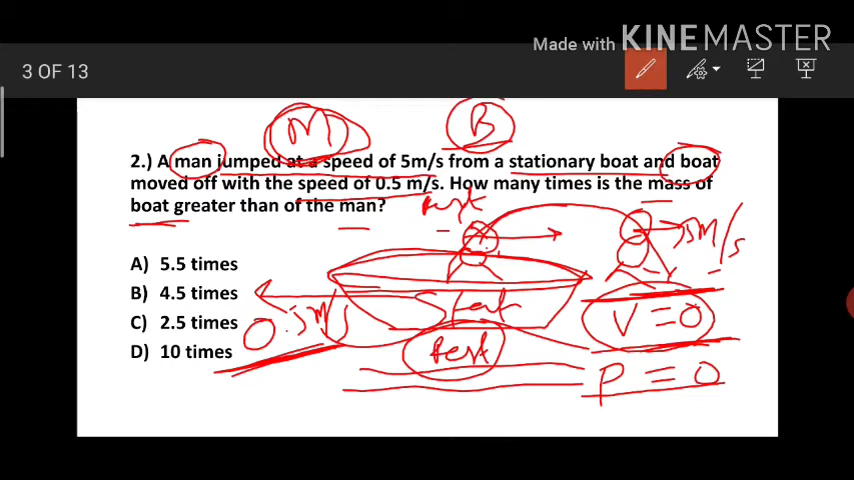 Made with KINEMASTER
3 OF 13
M B
2.) A man jumped at a speed of 5m/s from a stationary boat and boat
moved off with the speed of 0.5 m/s. How many times is the mass of
boat greater than of the man?
rest
5m/s
A) 5.5 times
B) 4.5 times
C) 2.5 times
D) 10 times
0.5m/s
V = 0
Rest
P = 0